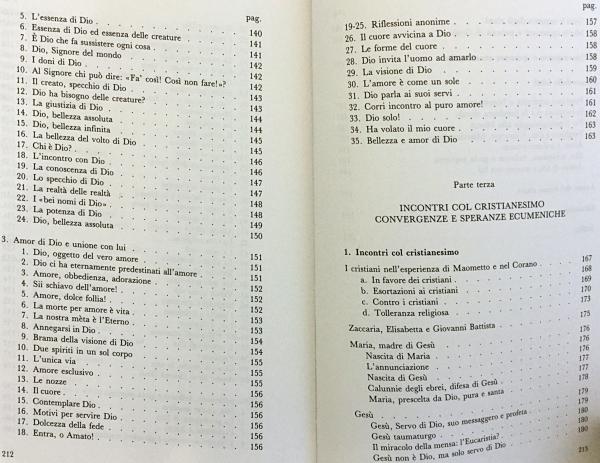 pag.
5. L'essenza di Dio 140
6. Essenza di Dio ed essenza delle creature 141
7. È Dio che fa sussistere ogni cosa 141
8. Dio, Signore del mondo 142
9. I doni di Dio 142
10. Al Signore chi può dire: «Fa' così! Così non fare!»? 142
11. Il creato, specchio di Dio 143
12. Dio ha bisogno delle creature? 143
13. La giustizia di Dio 144
14. Dio, bellezza assoluta 144
15. Dio, bellezza infinita 145
16. La bellezza del volto di Dio 146
17. Chi è Dio? 146
18. L'incontro con Dio 147
19. La conoscenza di Dio 147
20. Lo specchio di Dio 147
21. La realtà delle realtà 148
22. I «bei nomi di Dio» 148
23. La potenza di Dio 149
24. Dio, bellezza assoluta 150
3. Amor di Dio e unione con lui 151
1. Dio, oggetto del vero amore 151
2. Dio ci ha eternamente predestinati all'amore 151
3. Amore, obbedienza, adorazione 152
4. Sii schiavo dell'amore! 152
5. Amore, dolce follia! 152
6. La morte per amore è vita 152
7. La nostra mèta è l'Eterno 153
8. Annegarsi in Dio 153
9. Brama della visione di Dio 154
10. Due spiriti in un sol corpo 154
11. L'unica via 155
12. Amore esclusivo 155
13. Le nozze 155
14. Il cuore 156
15. Contemplare Dio 156
16. Motivi per servire Dio 156
17. Dolcezza della fede 156
18. Entra, o Amato! 156
212
pag.
19-25. Riflessioni anonime 157
26. Il cuore avvicina a Dio 158
27. Le forme del cuore 158
28. Dio invita l'uomo ad amarlo 158
29. La visione di Dio 159
30. L'amore è come un sole 160
31. Dio parla ai suoi servi 161
32. Corri incontro al puro amore! 161
33. Dio solo! 162
34. Ha volato il mio cuore 163
35. Bellezza e amor di Dio 163
Parte terza
INCONTRI COL CRISTIANESIMO
CONVERGENZE E SPERANZE ECUMENICHE
1. Incontri col cristianesimo
I cristiani nell'esperienza di Maometto e nel Corano 167
a. In favore dei cristiani 168
b. Esortazioni ai cristiani 169
c. Contro i cristiani 170
d. Tolleranza religiosa 173
Zaccaria, Elisabetta e Giovanni Battista 175
Maria, madre di Gesù 176
Nascita di Maria 176
L'annunciazione 176
Nascita di Gesù 177
Calunnie degli ebrei, difesa di Gesù 177
Maria, prescelta da Dio, pura e santa 178
Gesù 179
Gesù, Servo di Dio, suo messaggero e profeta 179
Gesù taumaturgo 180
Il miracolo della mensa: l'Eucaristia? 180
Gesù non è Dio, ma solo servo di Dio 180
213